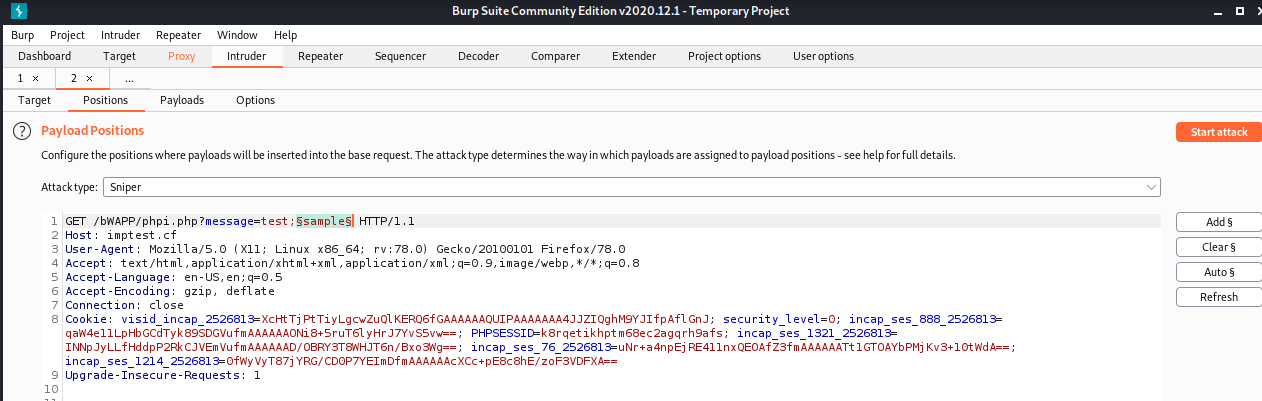 Burp Suite Community Edition v2020.12.1 - Temporary Project
Burp Project Intruder Repeater Window Help
Dashboard Target Proxy Intruder Repeater Sequencer Decoder Comparer Extender Project options User options
1 × 2 × ...
Target Positions Payloads Options
? Payload Positions
Start attack
Configure the positions where payloads will be inserted into the base request. The attack type determines the way in which payloads are assigned to payload positions - see help for full details.
Attack type: Sniper
1 GET /bWAPP/phpi.php?message=test;§sample§ HTTP/1.1
Add §
2 Host: imptest.cf
3 User-Agent: Mozilla/5.0 (X11; Linux x86_64; rv:78.0) Gecko/20100101 Firefox/78.0
Clear §
4 Accept: text/html,application/xhtml+xml,application/xml;q=0.9,image/webp,*/*;q=0.8
5 Accept-Language: en-US,en;q=0.5
Auto §
6 Accept-Encoding: gzip, deflate
7 Connection: close
Refresh
8 Cookie: visid_incap_2526813=XcHtTjPtTiyLgcwZuQlKERQ6fGAAAAAAQUIPAAAAAAA4JJZIQghM9YJIfpAflGnJ; security_level=0; incap_ses_888_2526813=
qaW4e11LpHbGCdTyk89SDGVufmAAAAAAONi8+5ruT6lyHrJ7YvS5vw==; PHPSESSID=k8rqetikhptm68ec2agqrh9afs; incap_ses_1321_2526813=
INNpJyLLfHddpP2RkCJVEmVufmAAAAAAD/OBRY3T8WHJT6n/Bxo3Wg==; incap_ses_76_2526813=uNr+a4npEjRE411nxQEOAfZ3fmAAAAAATt1GTOAYbPMjKv3+10tWdA==;
incap_ses_1214_2526813=0fWyVyT87jYRG/CD0P7YEImDfmAAAAAAcXCc+pE8c8hE/zoF3VDFXA==
9 Upgrade-Insecure-Requests: 1
10